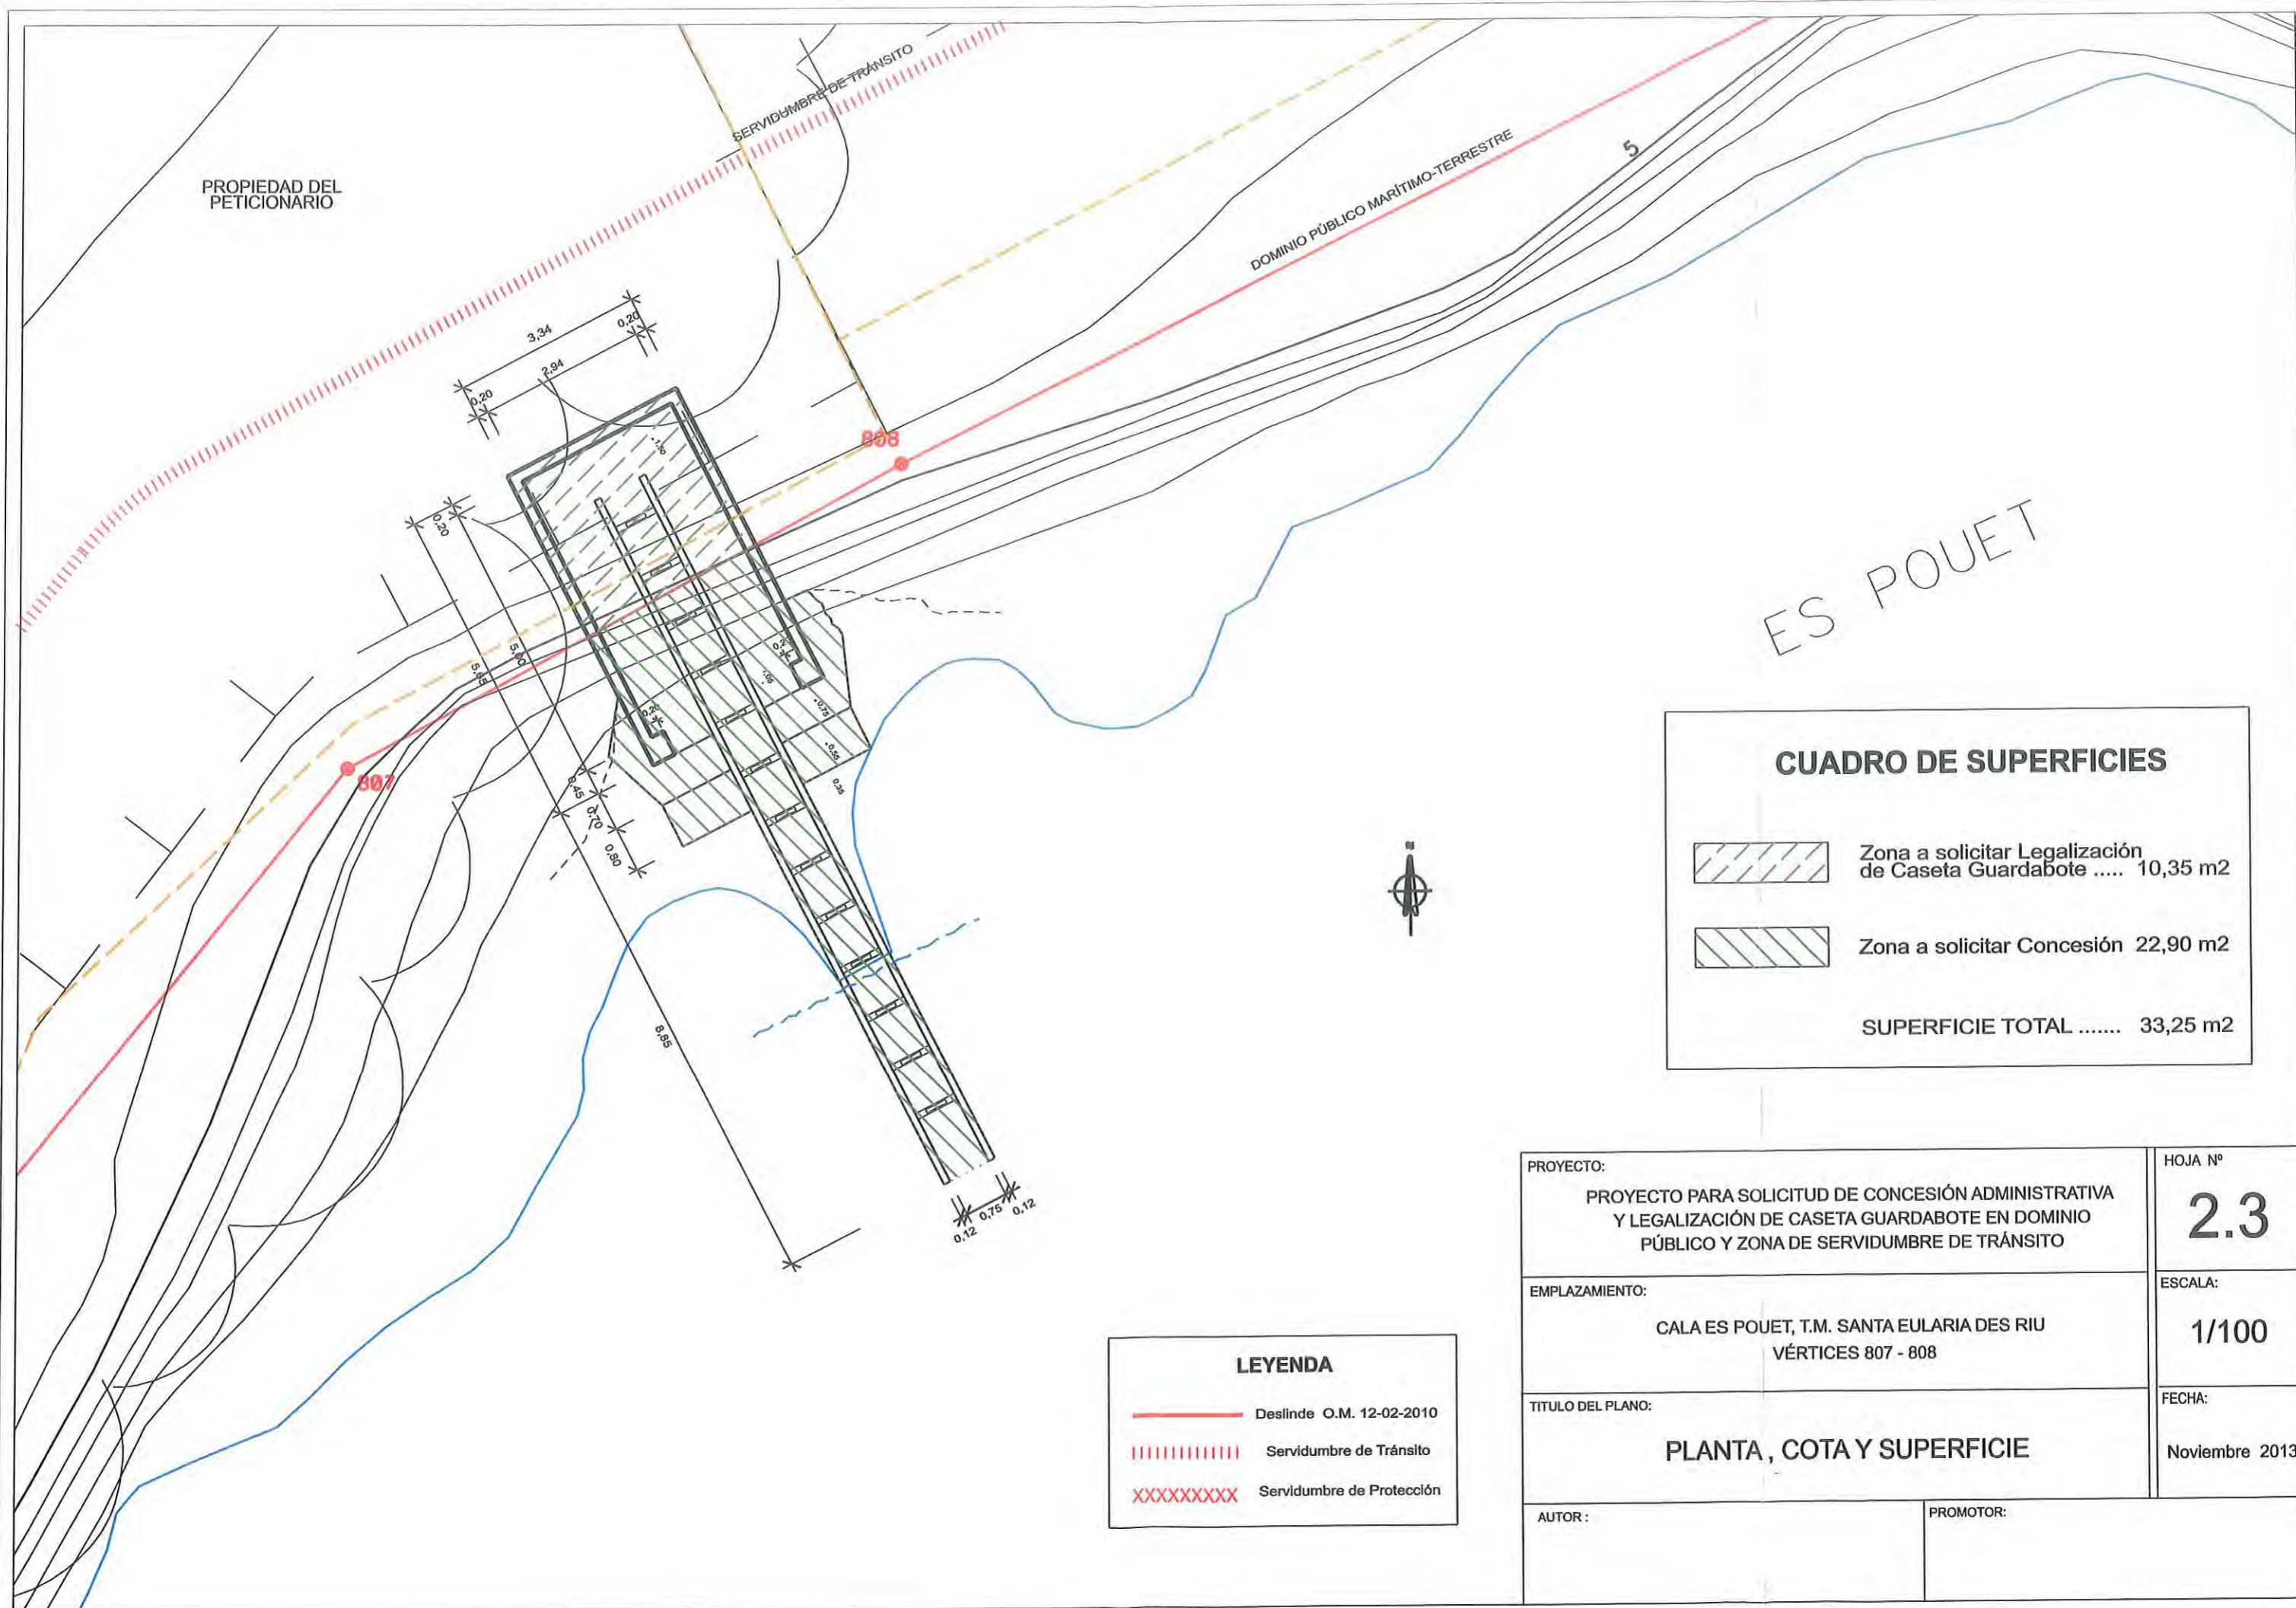 SERVIDUMBRE DE TRÁNSITO
PROPIEDAD DEL
PETICIONARIO
DOMINIO PÚBLICO MARÍTIMO-TERRESTRE
5
3,34
0,20
2,94
0,20
808
0,20
5,65
5,00
0,20
807
0,45
0,70
0,80
0,75
0,55
0,35
8,85
0,12
0,75
0,12
ES POUET
CUADRO DE SUPERFICIES
Zona a solicitar Legalización
de Caseta Guardabote ..... 10,35 m2
Zona a solicitar Concesión 22,90 m2
SUPERFICIE TOTAL ....... 33,25 m2
LEYENDA
Deslinde O.M. 12-02-2010
Servidumbre de Tránsito
XXXXXXXXX Servidumbre de Protección
PROYECTO:
PROYECTO PARA SOLICITUD DE CONCESIÓN ADMINISTRATIVA
Y LEGALIZACIÓN DE CASETA GUARDABOTE EN DOMINIO
PÚBLICO Y ZONA DE SERVIDUMBRE DE TRÁNSITO
HOJA Nº
2.3
EMPLAZAMIENTO:
CALA ES POUET, T.M. SANTA EULARIA DES RIU
VÉRTICES 807 - 808
ESCALA:
1/100
TITULO DEL PLANO:
PLANTA , COTA Y SUPERFICIE
FECHA:
Noviembre 2013
AUTOR :
PROMOTOR: